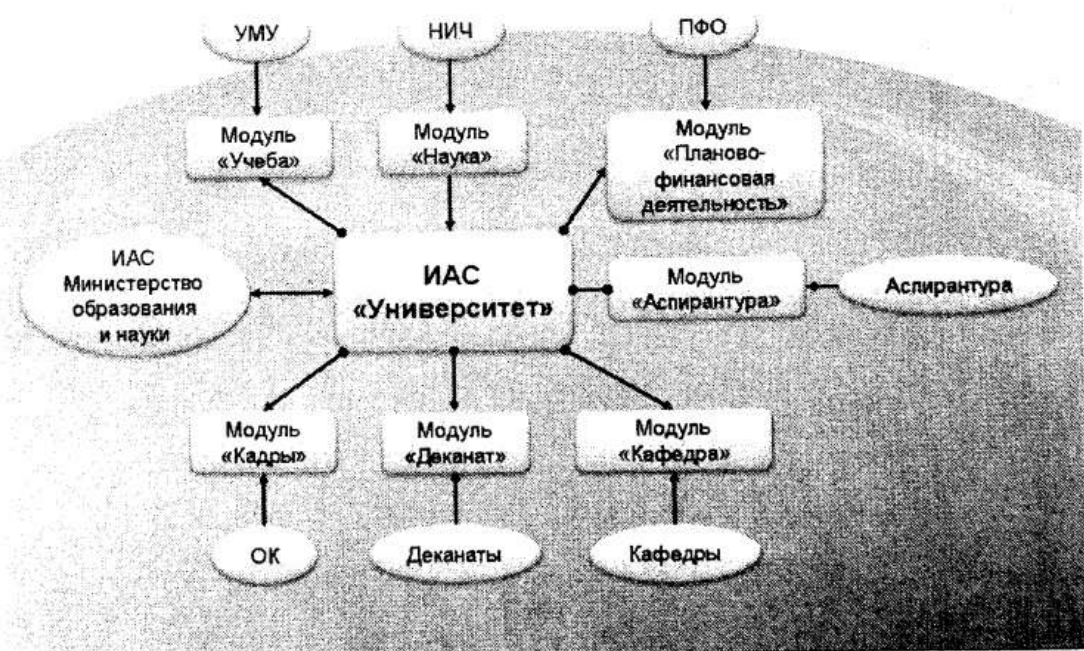 УМУ
НИЧ
ПФО
Модуль
«Учеба»
Модуль
«Наука»
Модуль
«Планово-
финансовая
деятельность»
ИАС
Министерство
образования
и науки
ИАС
«Университет»
Модуль
«Аспирантура»
Аспирантура
Модуль
«Кадры»
Модуль
«Деканат»
Модуль
«Кафедра»
ОК
Деканаты
Кафедры